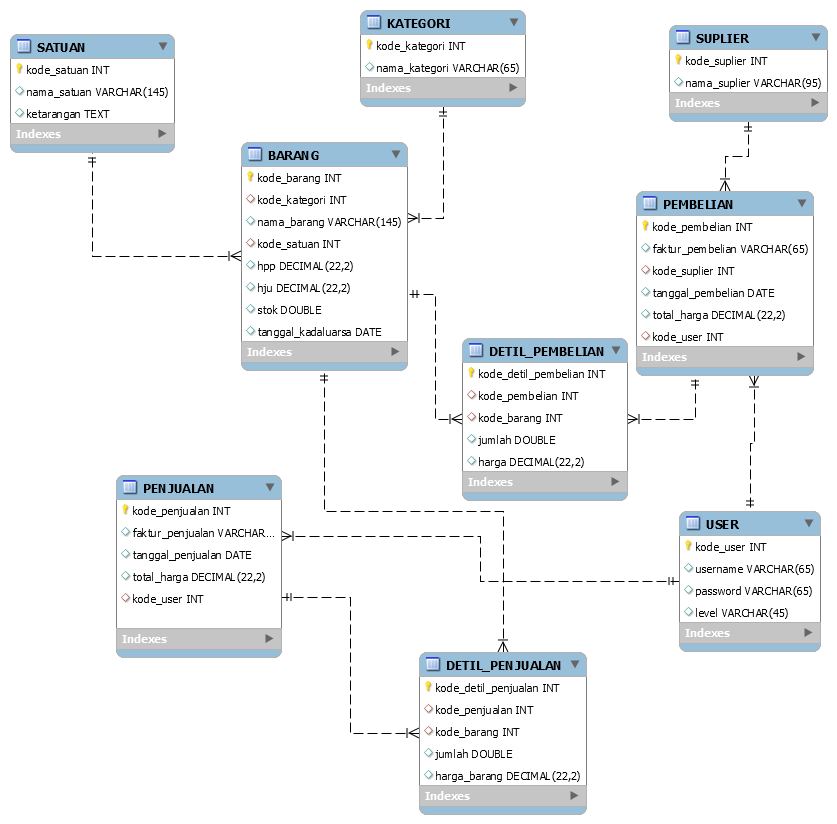 SATUAN
kode_satuan INT
nama_satuan VARCHAR(145)
ketarangan TEXT
Indexes
KATEGORI
kode_kategori INT
nama_kategori VARCHAR(65)
Indexes
SUPLIER
kode_suplier INT
nama_suplier VARCHAR(95)
Indexes
BARANG
kode_barang INT
kode_kategori INT
nama_barang VARCHAR(145)
kode_satuan INT
hpp DECIMAL(22,2)
hju DECIMAL(22,2)
stok DOUBLE
tanggal_kadaluarsa DATE
Indexes
PEMBELIAN
kode_pembelian INT
faktur_pembelian VARCHAR(65)
kode_suplier INT
tanggal_pembelian DATE
total_harga DECIMAL(22,2)
kode_user INT
Indexes
DETIL_PEMBELIAN
kode_detil_pembelian INT
kode_pembelian INT
kode_barang INT
jumlah DOUBLE
harga DECIMAL(22,2)
Indexes
PENJUALAN
kode_penjualan INT
faktur_penjualan VARCHAR...
tanggal_penjualan DATE
total_harga DECIMAL(22,2)
kode_user INT
Indexes
USER
kode_user INT
username VARCHAR(65)
password VARCHAR(65)
level VARCHAR(45)
Indexes
DETIL_PENJUALAN
kode_detil_penjualan INT
kode_penjualan INT
kode_barang INT
jumlah DOUBLE
harga_barang DECIMAL(22,2)
Indexes